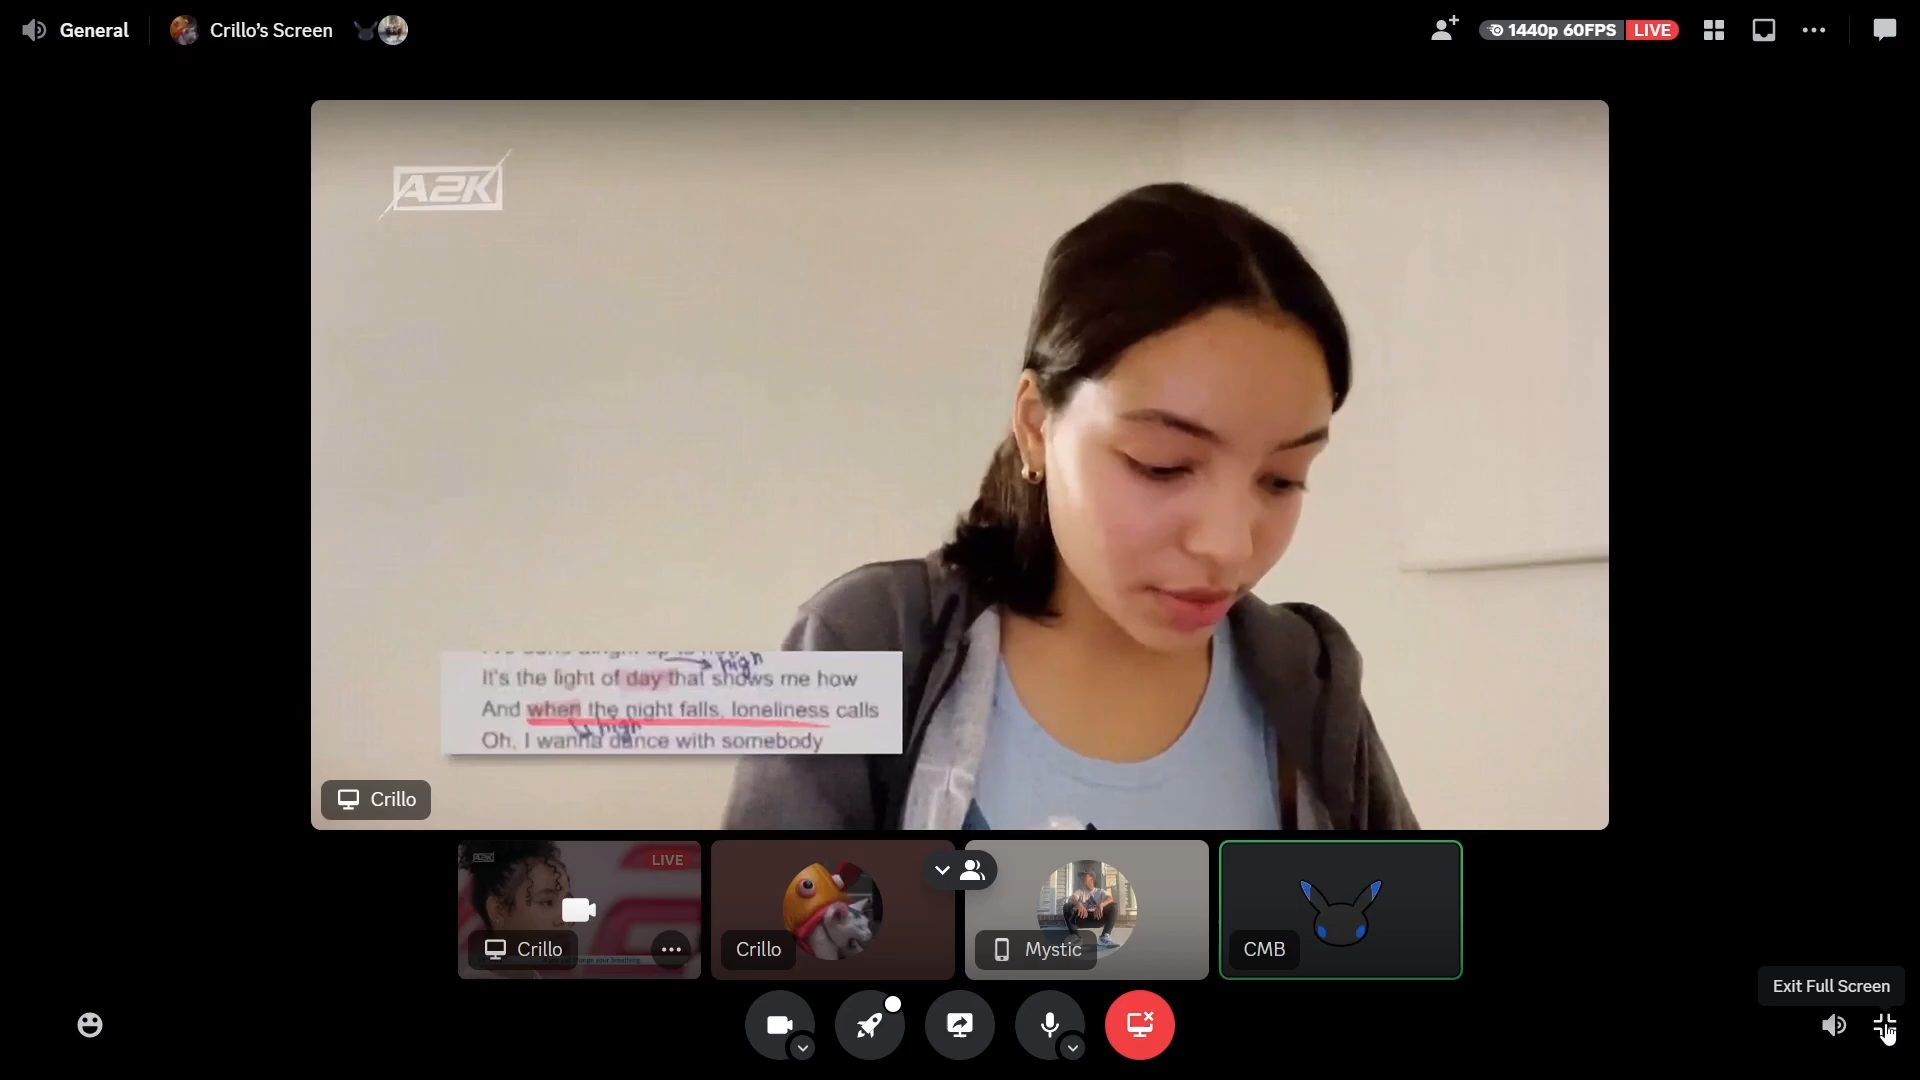 General
Crillo's Screen
1440p 60FPS LIVE
A2K
high
It's the light of day that shows me how
And when the night falls, loneliness calls
high
Oh, I wanna dance with somebody
Crillo
LIVE
Crillo
Crillo
Mystic
CMB
Exit Full Screen